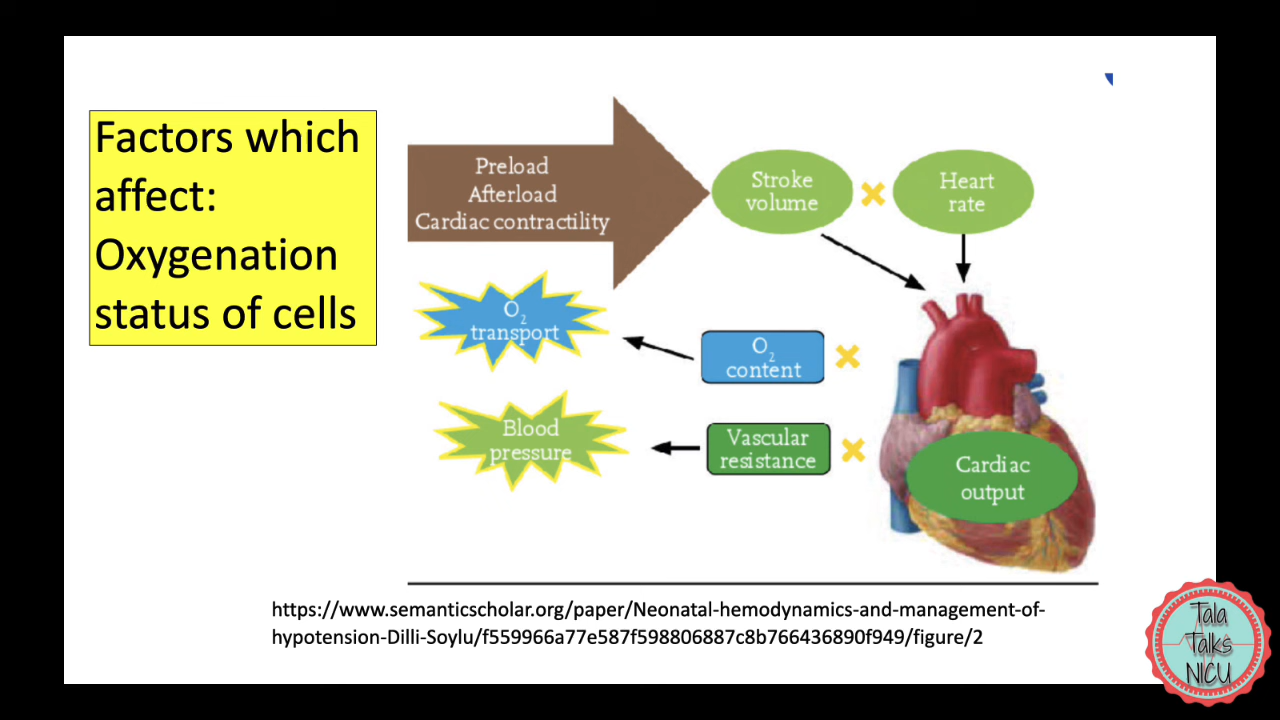 Factors which
affect:
Oxygenation
status of cells
Preload
Afterload
Cardiac contractility
Stroke
volume
×
Heart
rate
O₂
transport
O₂
content
×
Blood
pressure
Vascular
resistance
×
Cardiac
output
https://www.semanticscholar.org/paper/Neonatal-hemodynamics-and-management-of-
hypotension-Dilli-Soylu/f559966a77e587f598806887c8b766436890f949/figure/2
Tala
Talks
NICU